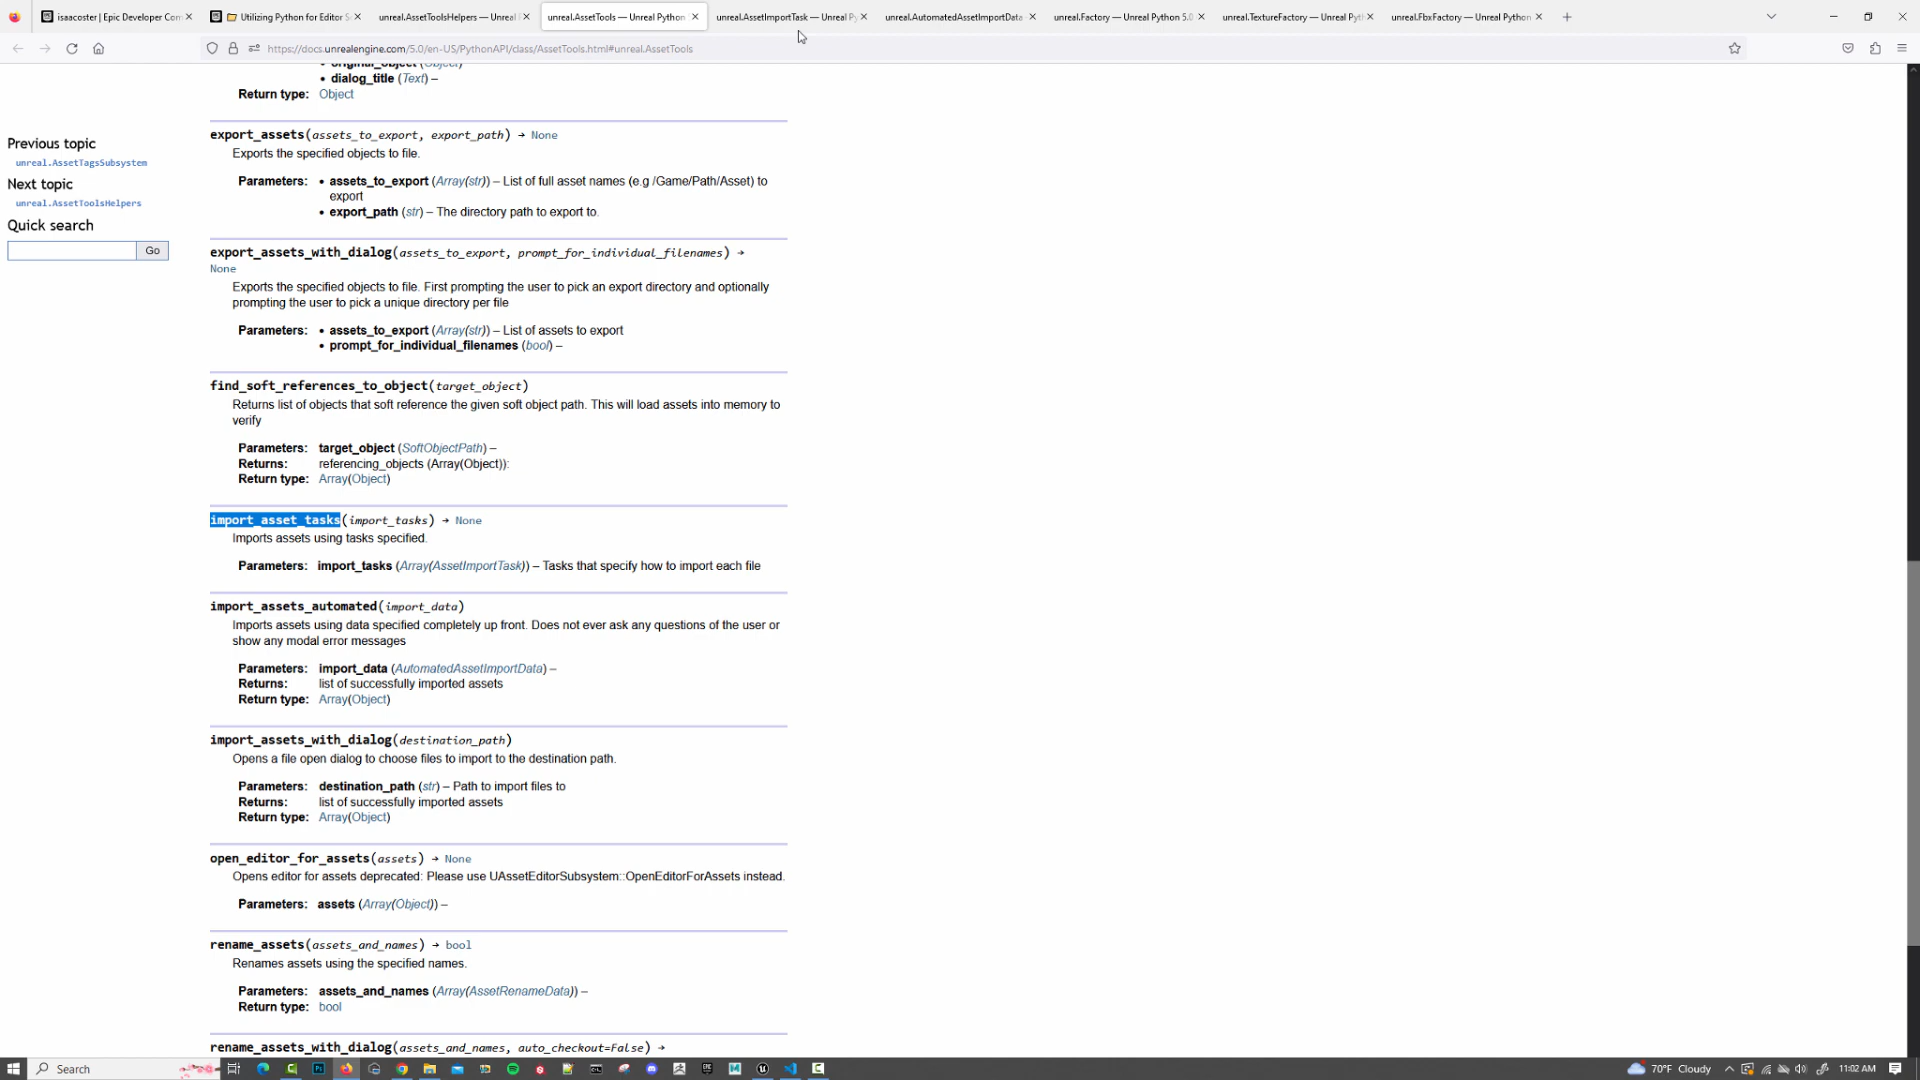 isaacoster | Epic Developer Com
Utilizing Python for Editor S
unreal.AssetToolsHelpers — Unreal F
unreal.AssetTools — Unreal Python
unreal.AssetImportTask — Unreal Py
unreal.AutomatedAssetImportData
unreal.Factory — Unreal Python 5.0
unreal.TextureFactory — Unreal Pyth
unreal.FbxFactory — Unreal Python
https://docs.unrealengine.com/5.0/en-US/PythonAPI/class/AssetTools.html#unreal.AssetTools
Previous topic
unreal.AssetTagsSubsystem
Next topic
unreal.AssetToolsHelpers
Quick search
Go
• original_object (Object)
• dialog_title (Text) –
Return type: Object
export_assets(assets_to_export, export_path) → None
Exports the specified objects to file.
Parameters: • assets_to_export (Array(str)) – List of full asset names (e.g /Game/Path/Asset) to
export
• export_path (str) – The directory path to export to.
export_assets_with_dialog(assets_to_export, prompt_for_individual_filenames) →
None
Exports the specified objects to file. First prompting the user to pick an export directory and optionally
prompting the user to pick a unique directory per file
Parameters: • assets_to_export (Array(str)) – List of assets to export
• prompt_for_individual_filenames (bool) –
find_soft_references_to_object(target_object)
Returns list of objects that soft reference the given soft object path. This will load assets into memory to
verify
Parameters: target_object (SoftObjectPath) –
Returns: referencing_objects (Array(Object)):
Return type: Array(Object)
import_asset_tasks(import_tasks) → None
Imports assets using tasks specified.
Parameters: import_tasks (Array(AssetImportTask)) – Tasks that specify how to import each file
import_assets_automated(import_data)
Imports assets using data specified completely up front. Does not ever ask any questions of the user or
show any modal error messages
Parameters: import_data (AutomatedAssetImportData) –
Returns: list of successfully imported assets
Return type: Array(Object)
import_assets_with_dialog(destination_path)
Opens a file open dialog to choose files to import to the destination path.
Parameters: destination_path (str) – Path to import files to
Returns: list of successfully imported assets
Return type: Array(Object)
open_editor_for_assets(assets) → None
Opens editor for assets deprecated: Please use UAssetEditorSubsystem::OpenEditorForAssets instead.
Parameters: assets (Array(Object)) –
rename_assets(assets_and_names) → bool
Renames assets using the specified names.
Parameters: assets_and_names (Array(AssetRenameData)) –
Return type: bool
rename_assets_with_dialog(assets_and_names, auto_checkout=False) →
Search
70°F Cloudy
11:02 AM